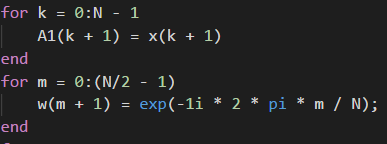 for k = 0:N - 1
    A1(k + 1) = x(k + 1)
end
for m = 0:(N/2 - 1)
    w(m + 1) = exp(-1i * 2 * pi * m / N);
end